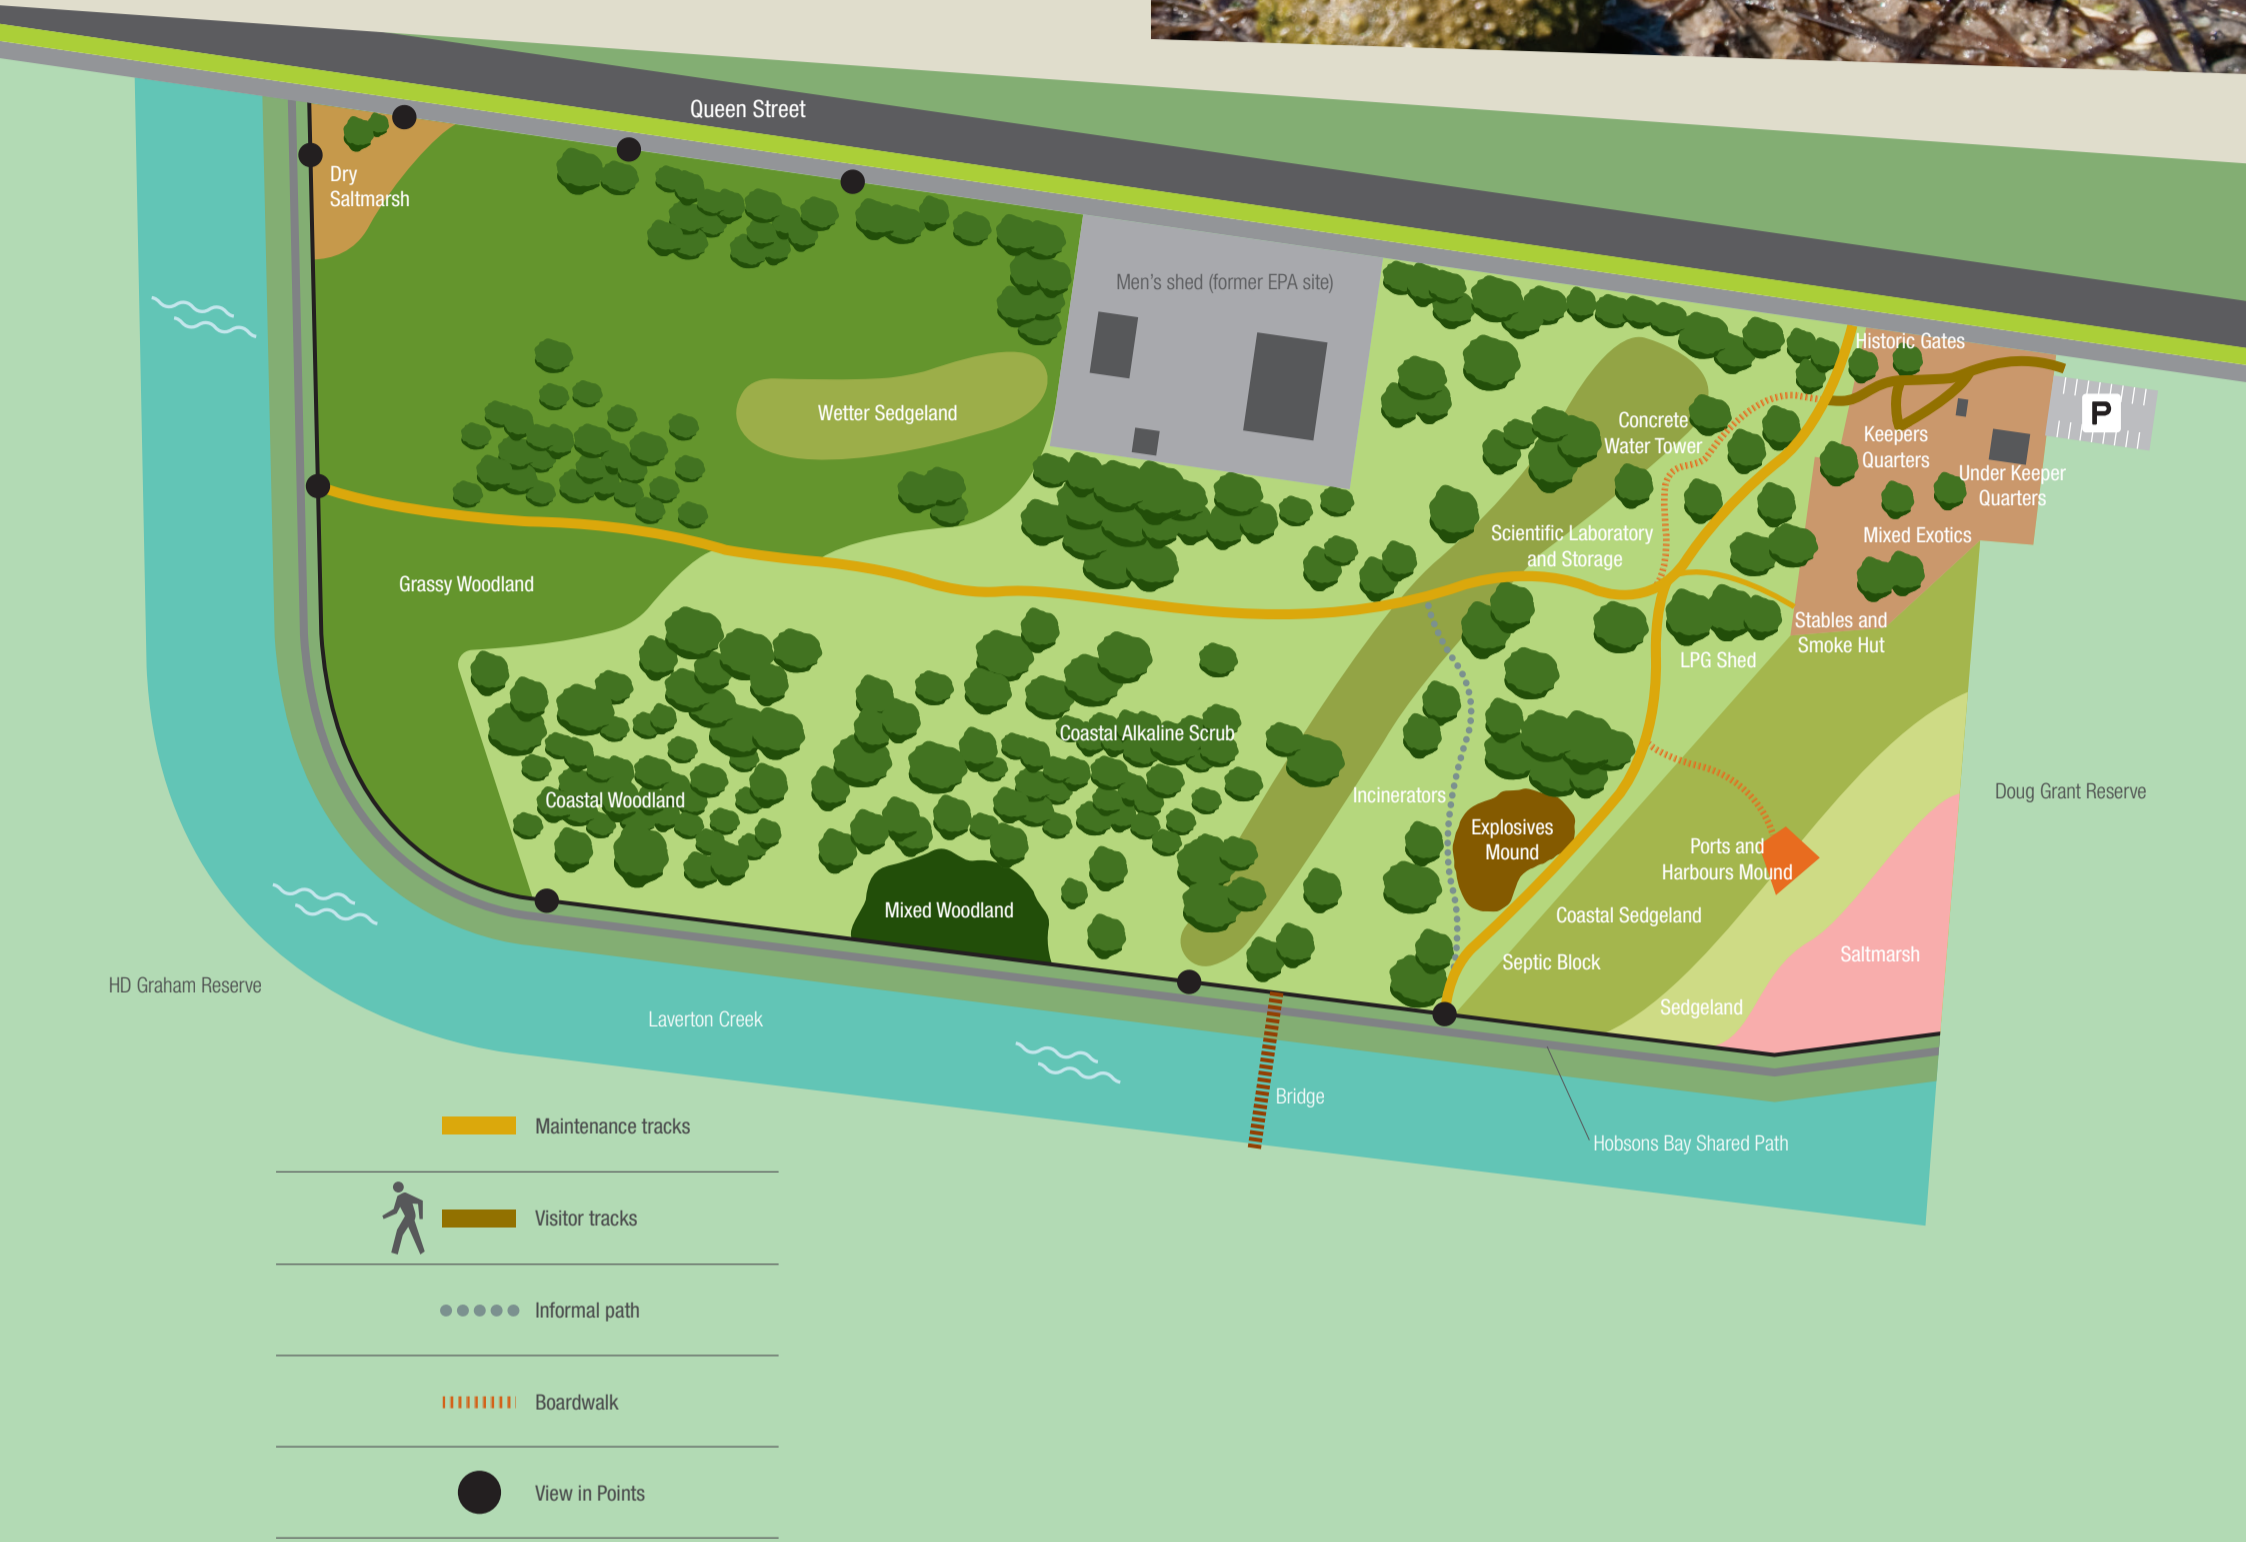 Queen Street
Dry
Saltmarsh
Men's shed (former EPA site)
Historic Gates
P
Wetter Sedgeland
Concrete
Water Tower
Keepers
Quarters
Under Keeper
Quarters
Scientific Laboratory
and Storage
Mixed Exotics
Grassy Woodland
Stables and
Smoke Hut
LPG Shed
Coastal Alkaline Scrub
Coastal Woodland
Incinerators
Doug Grant Reserve
Explosives
Mound
Ports and
Harbours Mound
Mixed Woodland
Coastal Sedgeland
Saltmarsh
Septic Block
HD Graham Reserve
Sedgeland
Laverton Creek
Bridge
Hobsons Bay Shared Path
Maintenance tracks
Visitor tracks
Informal path
Boardwalk
View in Points